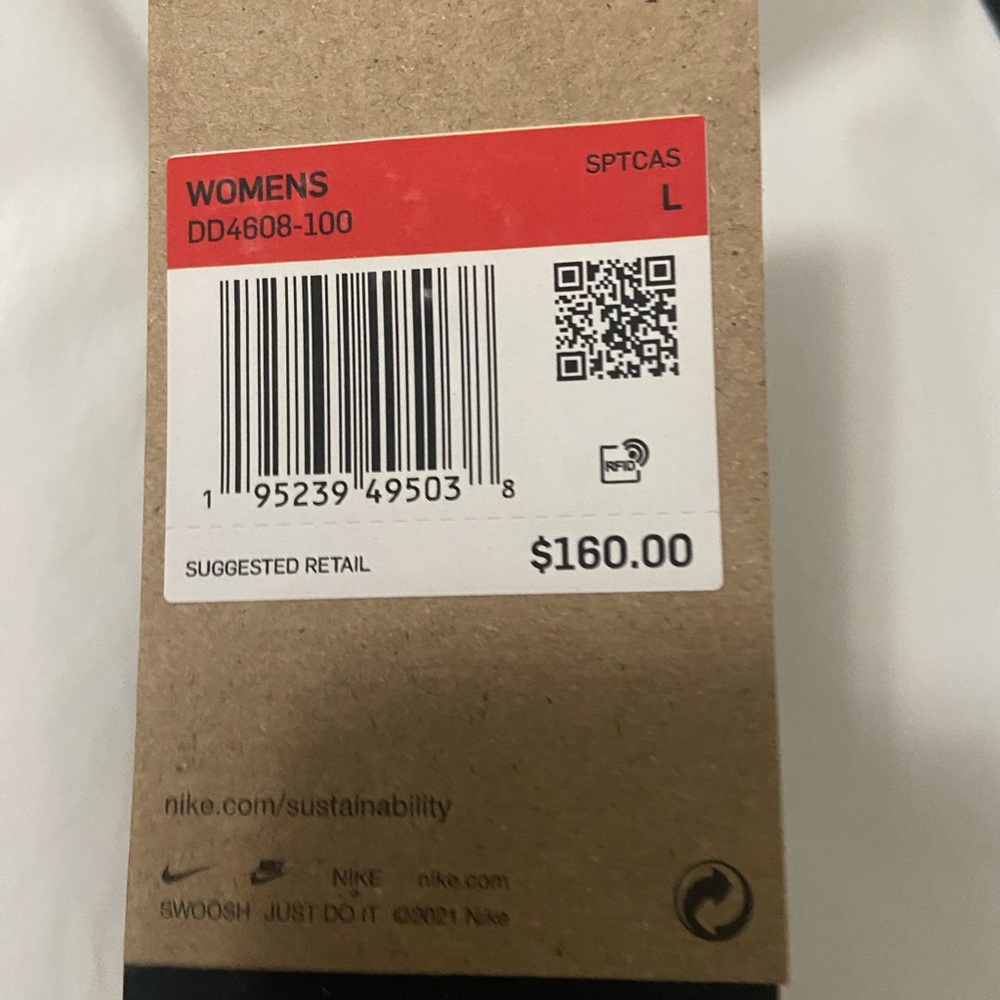 WOMENS
SPTCAS
DD4608-100
L
RFID
1 95239 49503 8
SUGGESTED RETAIL
$160.00
nike.com/sustainability
NIKE nike.com
SWOOSH JUST DO IT ©2021 Nike